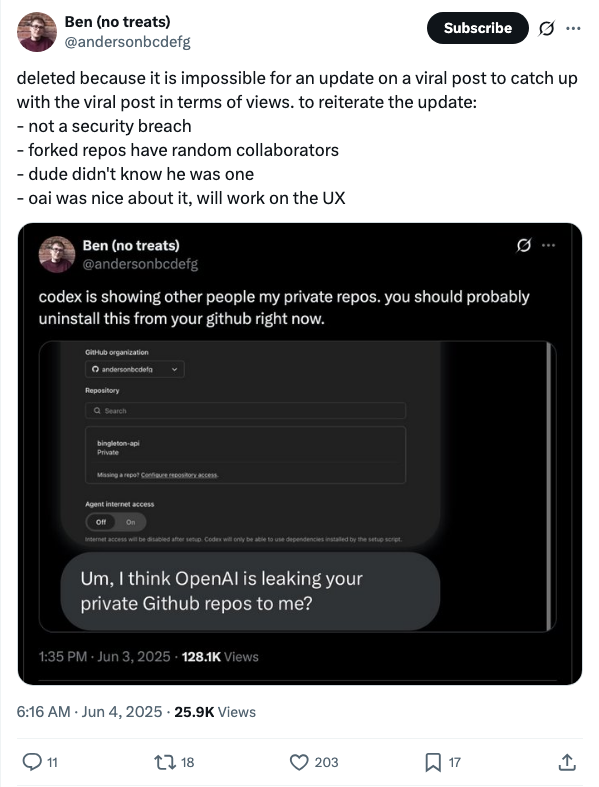 Ben (no treats)
@andersonbcdefg
Subscribe
deleted because it is impossible for an update on a viral post to catch up
with the viral post in terms of views. to reiterate the update:
- not a security breach
- forked repos have random collaborators
- dude didn't know he was one
- oai was nice about it, will work on the UX
Ben (no treats)
@andersonbcdefg
codex is showing other people my private repos. you should probably
uninstall this from your github right now.
GitHub organization
andersonbcdefg
Repository
Search
bingleton-api
Private
Missing a repo? Configure repository access.
Agent internet access
Off On
Internet access will be disabled after setup. Codex will only be able to use dependencies installed by the setup script.
Um, I think OpenAI is leaking your
private Github repos to me?
1:35 PM · Jun 3, 2025 · 128.1K Views
6:16 AM · Jun 4, 2025 · 25.9K Views
11 18 203 17